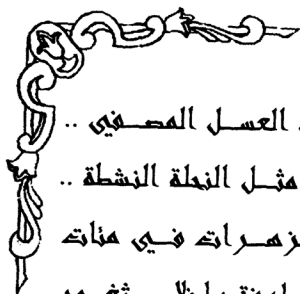 العسل المصفى ..
مثل النحلة النشطة ..
زهرات في مئات